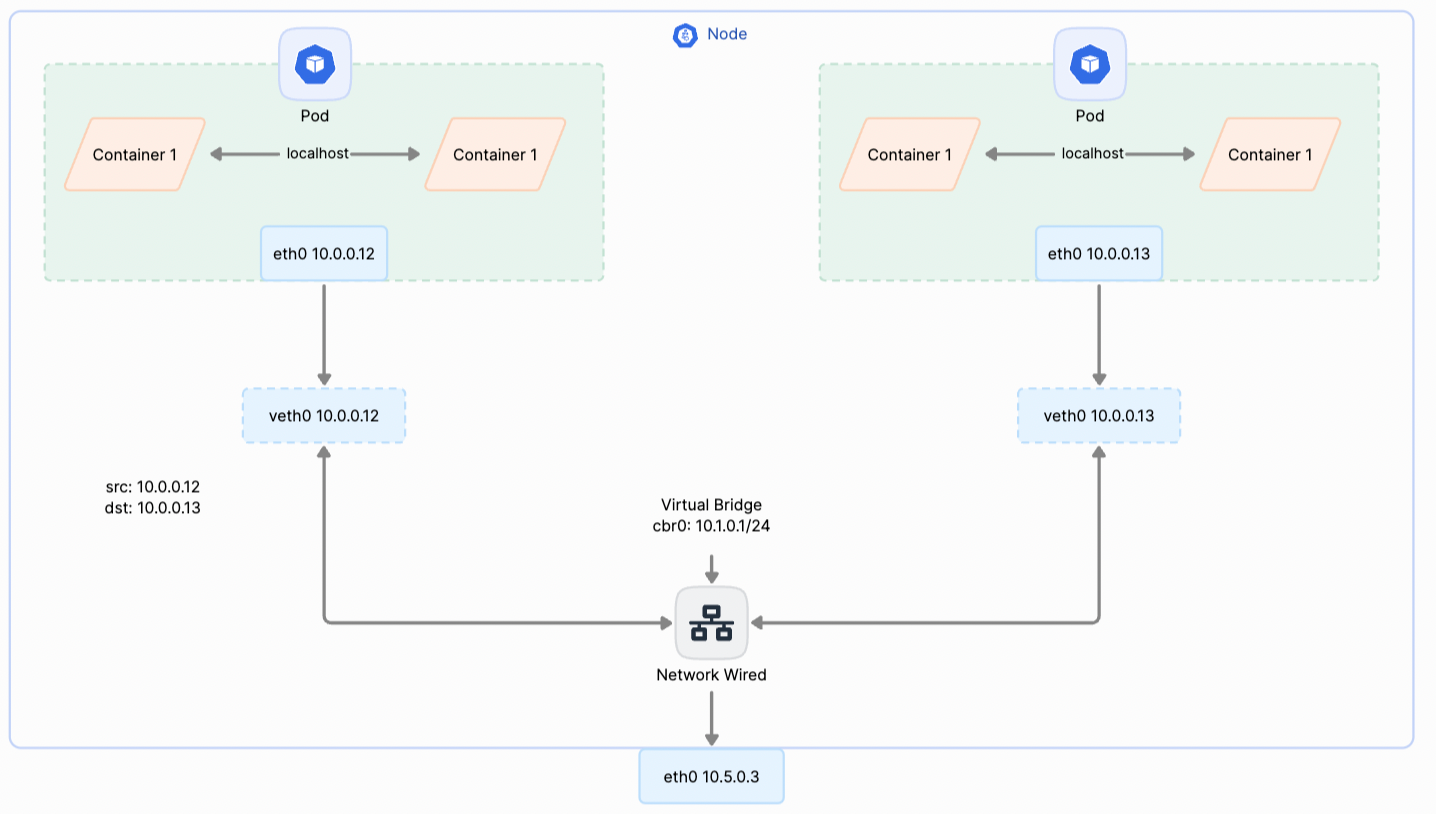 Node
Pod
Pod
Container 1
localhost
Container 1
Container 1
localhost
Container 1
eth0 10.0.0.12
eth0 10.0.0.13
veth0 10.0.0.12
veth0 10.0.0.13
src: 10.0.0.12
dst: 10.0.0.13
Virtual Bridge
cbr0: 10.1.0.1/24
Network Wired
eth0 10.5.0.3